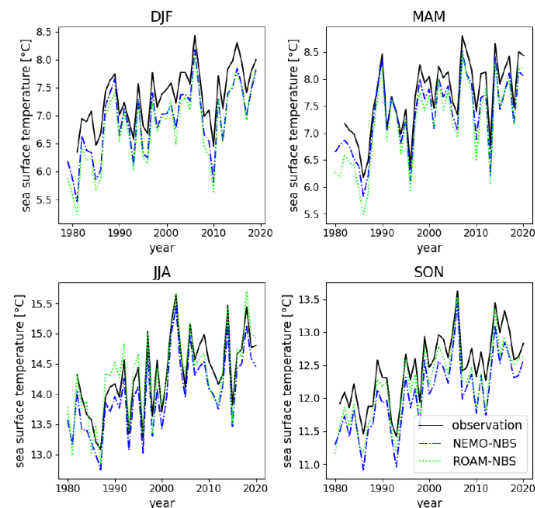 DJF
MAM
sea surface temperature [°C]
8.5
8.0
7.5
7.0
6.5
6.0
5.5
1980 1990 2000 2010 2020
year
sea surface temperature [°C]
8.5
8.0
7.5
7.0
6.5
6.0
5.5
1980 1990 2000 2010 2020
year
JJA
SON
sea surface temperature [°C]
15.5
15.0
14.5
14.0
13.5
13.0
1980 1990 2000 2010 2020
year
sea surface temperature [°C]
13.5
13.0
12.5
12.0
11.5
11.0
observation
NEMO-NBS
ROAM-NBS
1980 1990 2000 2010 2020
year